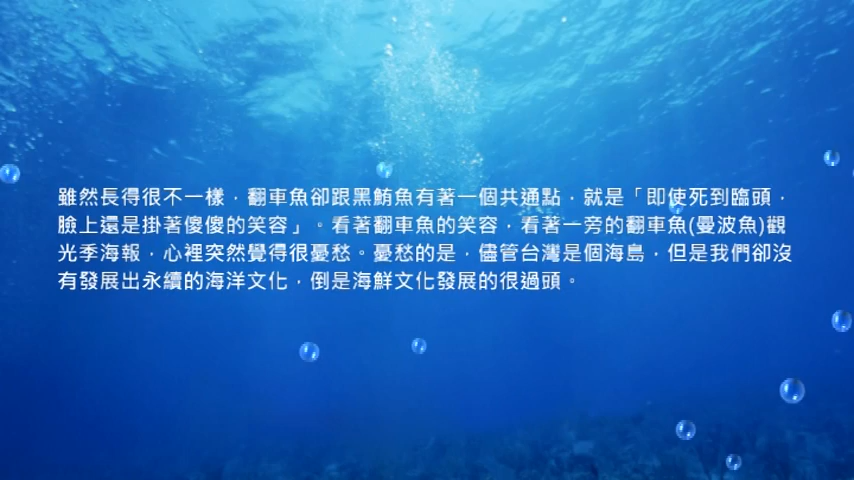 雖然長得很不一樣，翻車魚卻跟黑鮪魚有著一個共通點，就是「即使死到臨頭，
臉上還是掛著傻傻的笑容」。看著翻車魚的笑容，看著一旁的翻車魚(曼波魚)觀
光季海報，心裡突然覺得很憂愁。憂愁的是，儘管台灣是個海島，但是我們卻沒
有發展出永續的海洋文化，倒是海鮮文化發展的很過頭。